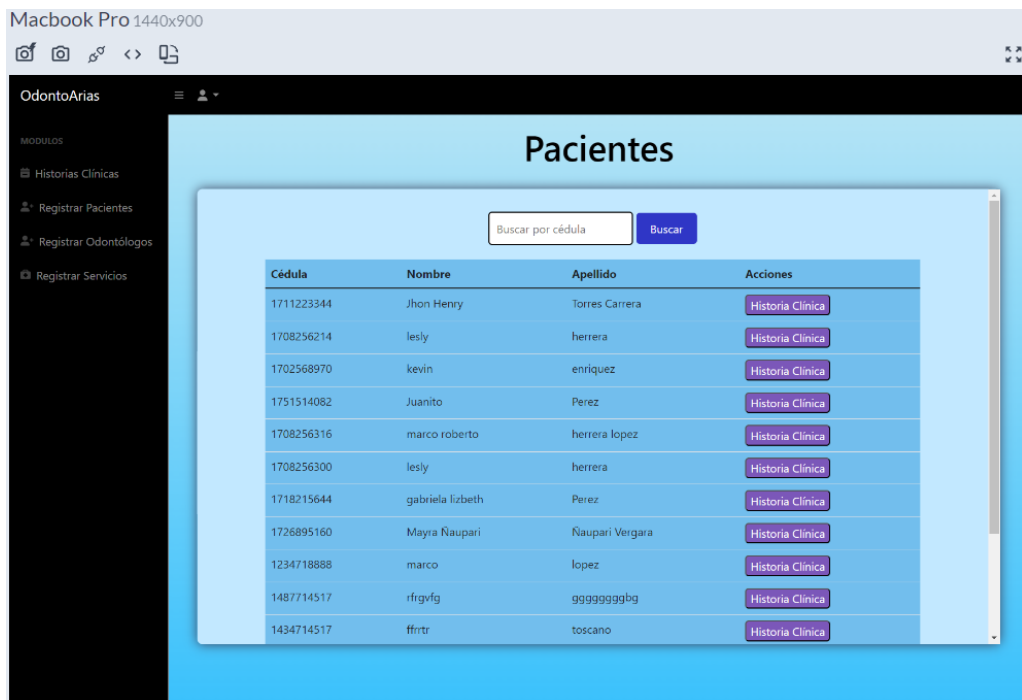 Macbook Pro 1440x900
OdontoArias
MODULOS
Historias Clínicas
Registrar Pacientes
Registrar Odontólogos
Registrar Servicios
Pacientes
Buscar por cédula Buscar
Cédula Nombre Apellido Acciones
1711223344 Jhon Henry Torres Carrera Historia Clínica
1708256214 lesly herrera Historia Clínica
1702568970 kevin enriquez Historia Clínica
1751514082 Juanito Perez Historia Clínica
1708256316 marco roberto herrera lopez Historia Clínica
1708256300 lesly herrera Historia Clínica
1718215644 gabriela lizbeth Perez Historia Clínica
1726895160 Mayra Ñaupari Ñaupari Vergara Historia Clínica
1234718888 marco lopez Historia Clínica
1487714517 rfrgvfg ggggggggbg Historia Clínica
1434714517 ffrrtr toscano Historia Clínica